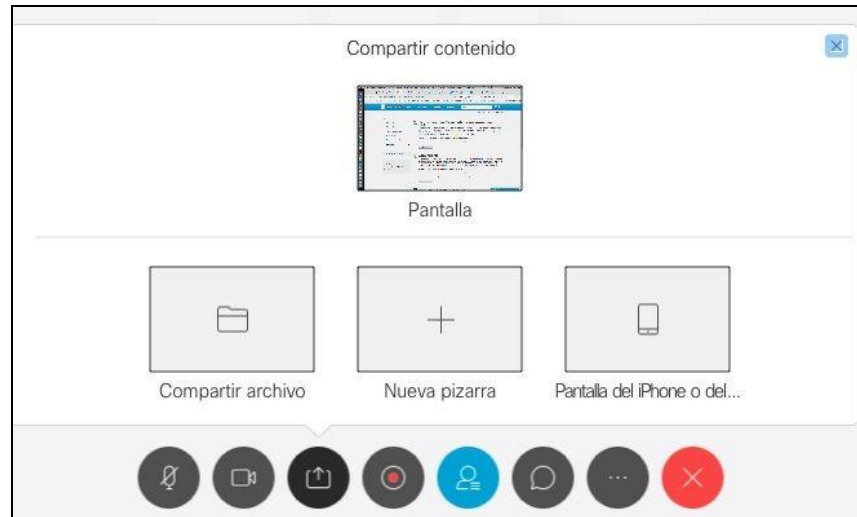 Compartir contenido
Pantalla
Compartir archivo
Nueva pizarra
Pantalla del iPhone o del...